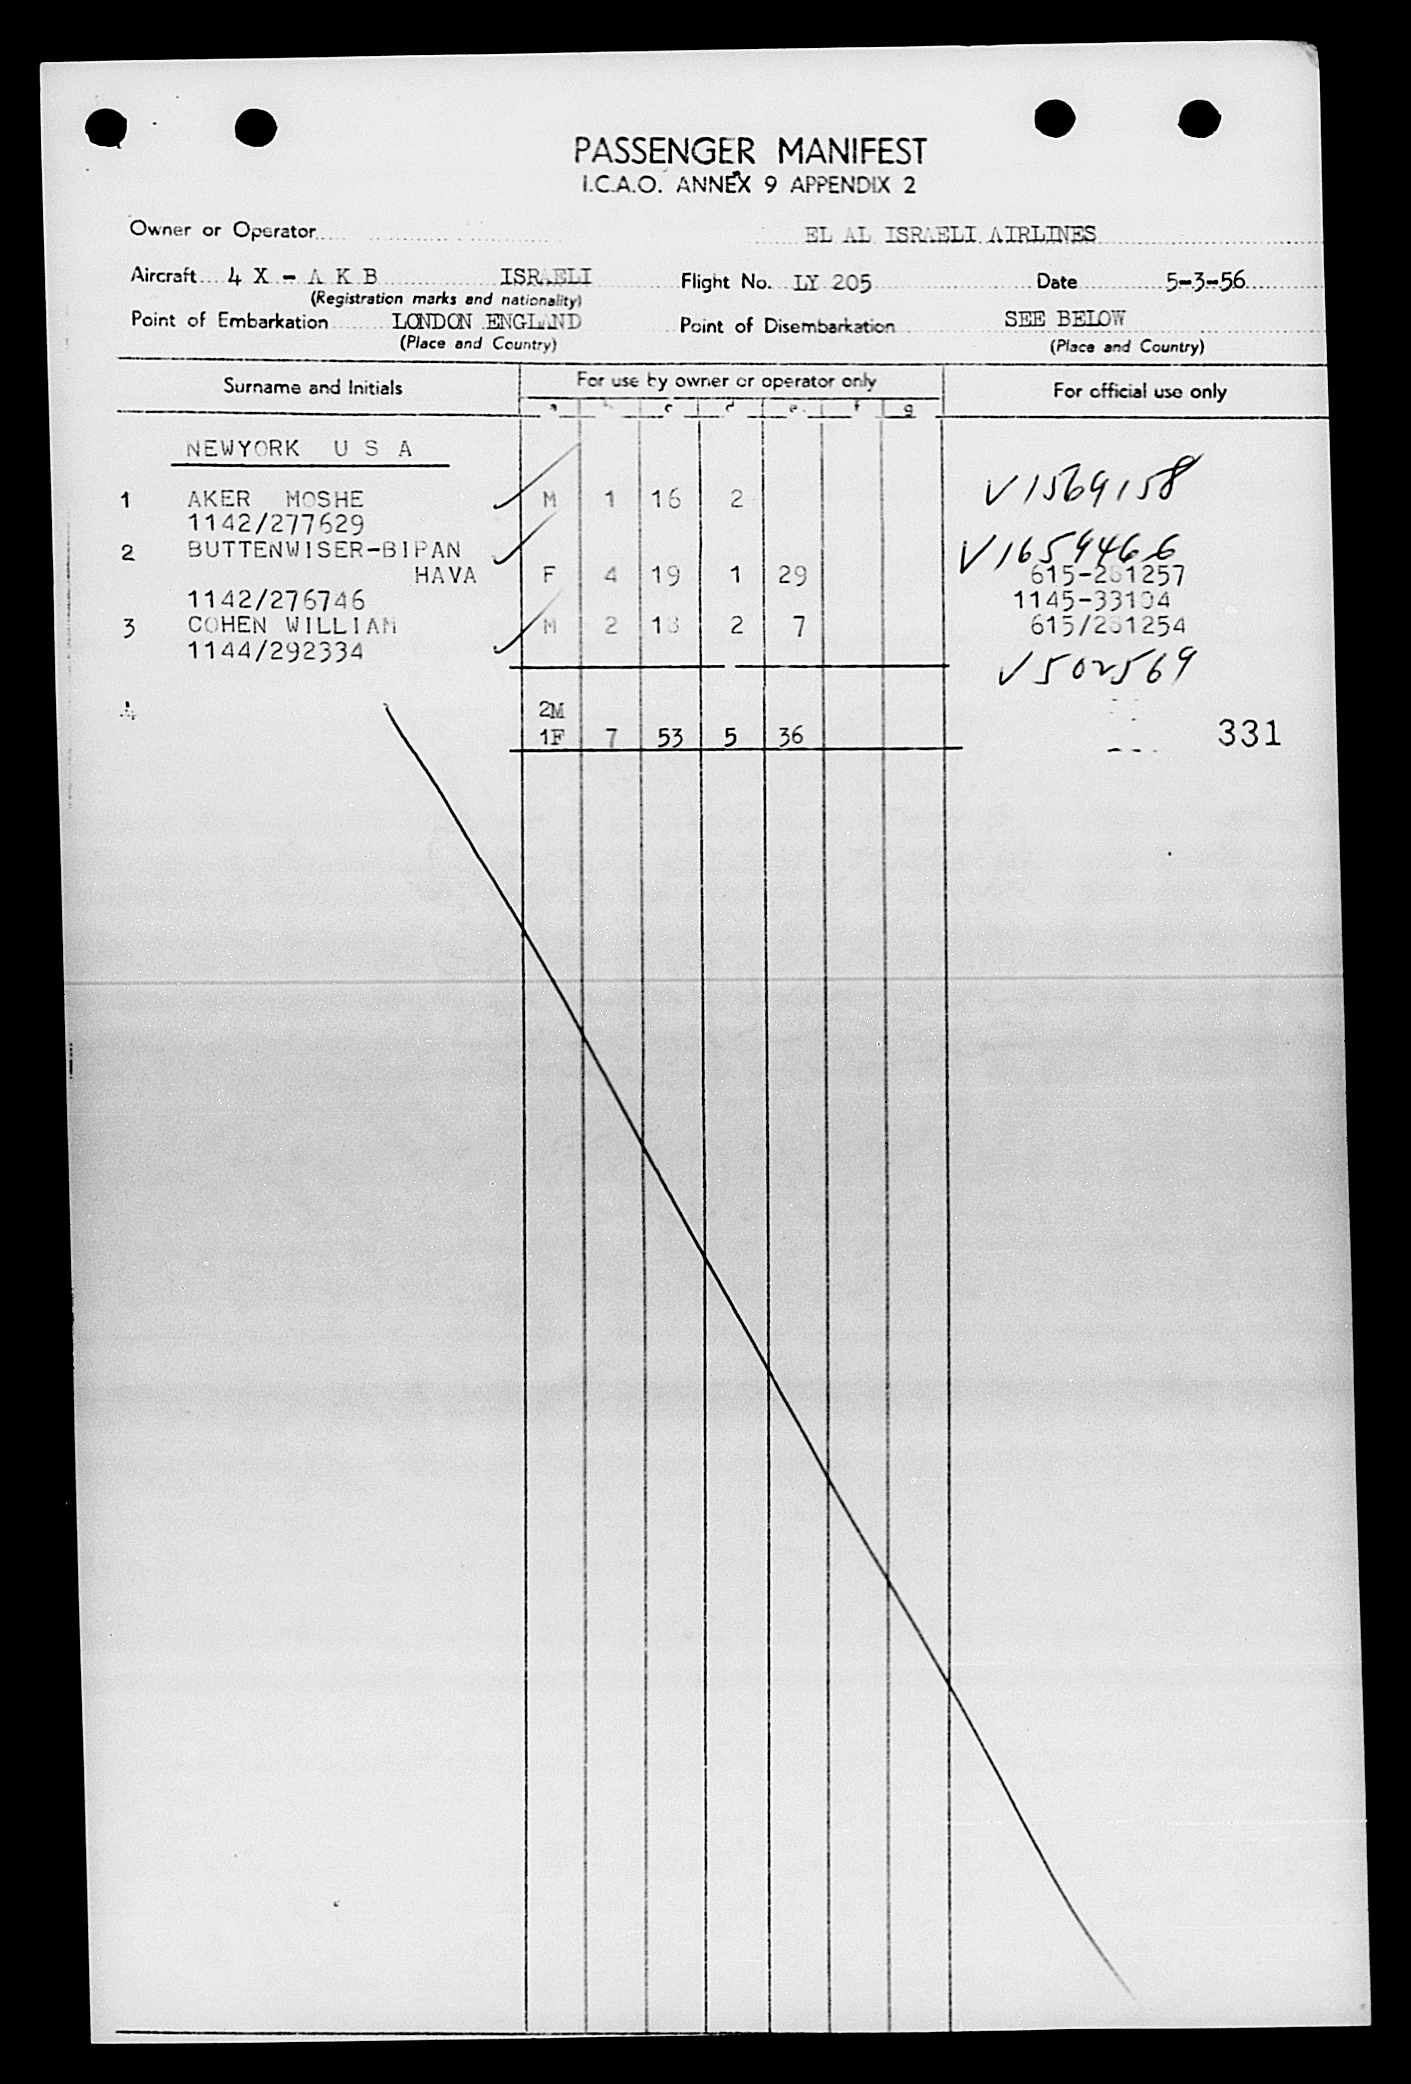 PASSENGER MANIFEST
I.C.A.O. ANNEX 9 APPENDIX 2
Owner or Operator EL AL ISRAELI AIRLINES
Aircraft 4 X - A K B ISRAELI Flight No. LY 205 Date 5-3-56
(Registration marks and nationality)
Point of Embarkation LONDON ENGLAND Point of Disembarkation SEE BELOW
(Place and Country) (Place and Country)
Surname and Initials For use by owner or operator only For official use only
a b c d e f g
NEWYORK U S A
1 AKER MOSHE M 1 16 2 V1569158
1142/277629
2 BUTTENWISER-BIPAN V1659466
HAVA F 4 19 1 29 615-281257
1142/276746 1145-33104
3 COHEN WILLIAM M 2 18 2 7 615/281254
1144/292334 V502569
4 2M
1F 7 53 5 36 331